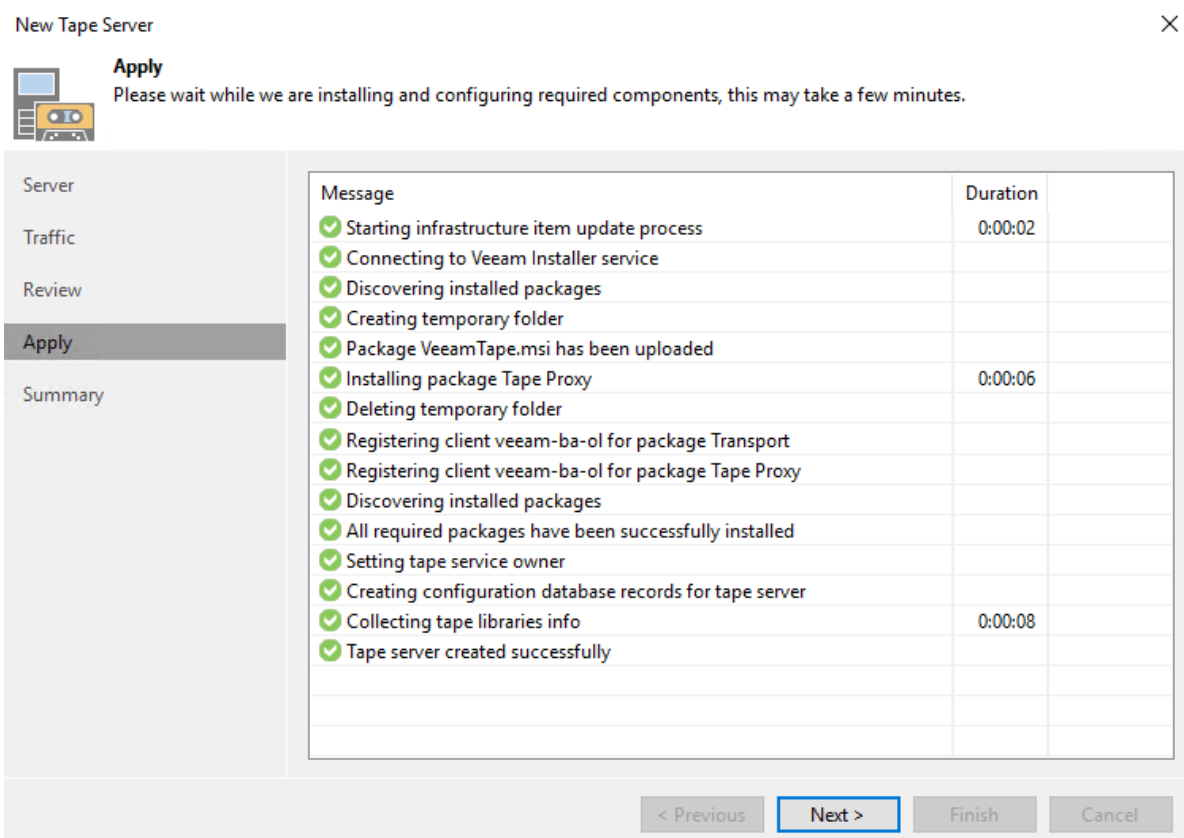 New Tape Server
Apply
Please wait while we are installing and configuring required components, this may take a few minutes.
Server
Traffic
Review
Apply
Summary
Message Duration
Starting infrastructure item update process 0:00:02
Connecting to Veeam Installer service
Discovering installed packages
Creating temporary folder
Package VeeamTape.msi has been uploaded
Installing package Tape Proxy 0:00:06
Deleting temporary folder
Registering client veeam-ba-ol for package Transport
Registering client veeam-ba-ol for package Tape Proxy
Discovering installed packages
All required packages have been successfully installed
Setting tape service owner
Creating configuration database records for tape server
Collecting tape libraries info 0:00:08
Tape server created successfully
< Previous Next > Finish Cancel